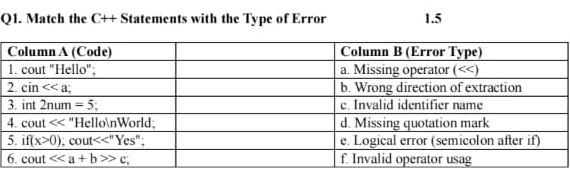 Q1. Match the C++ Statements with the Type of Error 1.5
Column A (Code) Column B (Error Type)
1. cout "Hello"; a. Missing operator (<<)
2. cin << a; b. Wrong direction of extraction
3. int 2num = 5; c. Invalid identifier name
4. cout << "Hello\nWorld; d. Missing quotation mark
5. if(x>0); cout<<"Yes"; e. Logical error (semicolon after if)
6. cout << a + b >> c; f. Invalid operator usag